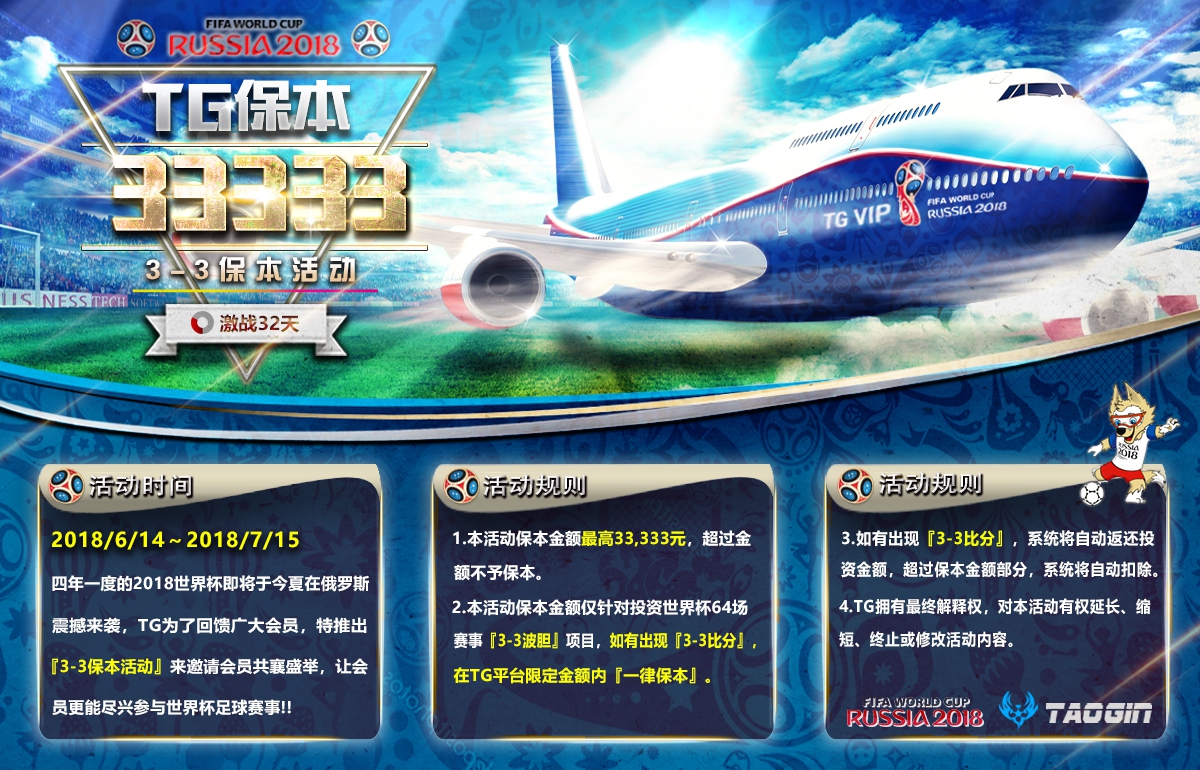 FIFA WORLD CUP
RUSSIA 2018
TG保本
33333
3-3保本活动
激战32天
TG VIP
FIFA WORLD CUP
RUSSIA 2018
NESS TECH
RUSSIA
2018
活动时间
2018/6/14～2018/7/15
四年一度的2018世界杯即将于今夏在俄罗斯
震撼来袭，TG为了回馈广大会员，特推出
『3-3保本活动』来邀请会员共襄盛举，让会
员更能尽兴参与世界杯足球赛事!!
活动规则
1.本活动保本金额最高33,333元，超过金
额不予保本。
2.本活动保本金额仅针对投资世界杯64场
赛事『3-3波胆』项目，如有出现『3-3比分』，
在TG平台限定金额内『一律保本』。
活动规则
3.如有出现『3-3比分』，系统将自动返还投
资金额，超过保本金额部分，系统将自动扣除。
4.TG拥有最终解释权，对本活动有权延长、缩
短、终止或修改活动内容。
FIFA WORLD CUP
RUSSIA 2018
TAOGIN